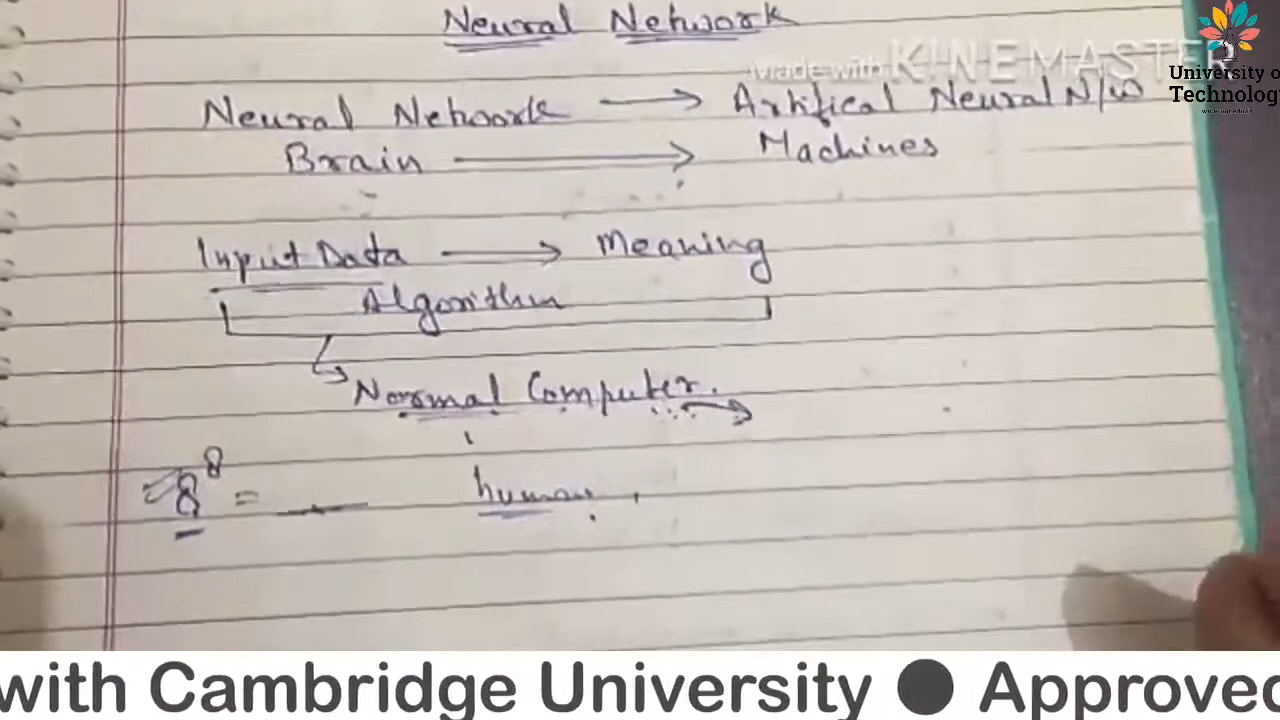 Neural Network
Made with KINEMASTER
University o
Technology
Neural Network → Artifical Neural N/w
Brain → Machines
Input Data → Meaning
Algorithm
Normal Computer.
8⁸ = __ human.
with Cambridge University ● Approved